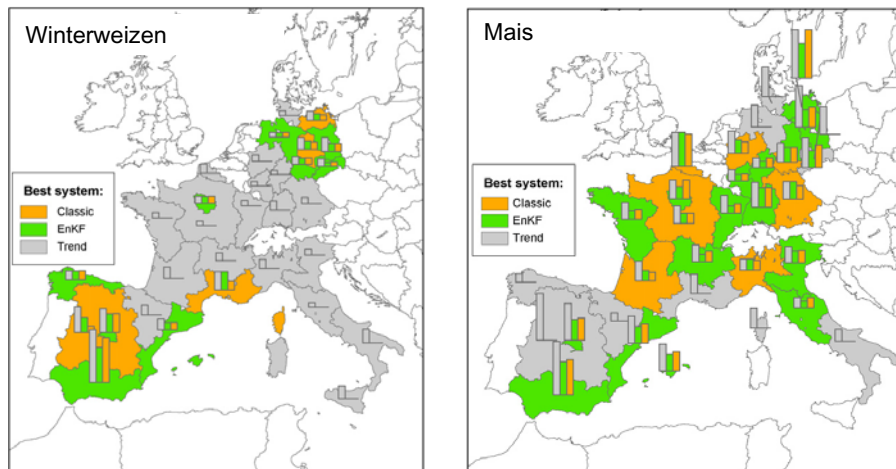 Winterweizen
Best system:
Classic
EnKF
Trend
Mais
Best system:
Classic
EnKF
Trend